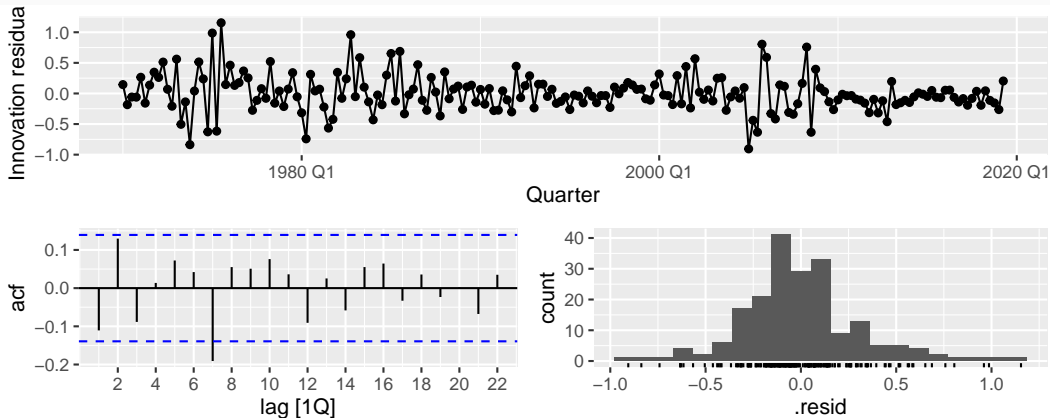 Innovation residua
1.0
0.5
0.0
−0.5
−1.0
1980 Q1
2000 Q1
2020 Q1
Quarter
acf
0.1
0.0
−0.1
−0.2
2 4 6 8 10 12 14 16 18 20 22
lag [1Q]
count
40
30
20
10
0
−1.0 −0.5 0.0 0.5 1.0
.resid